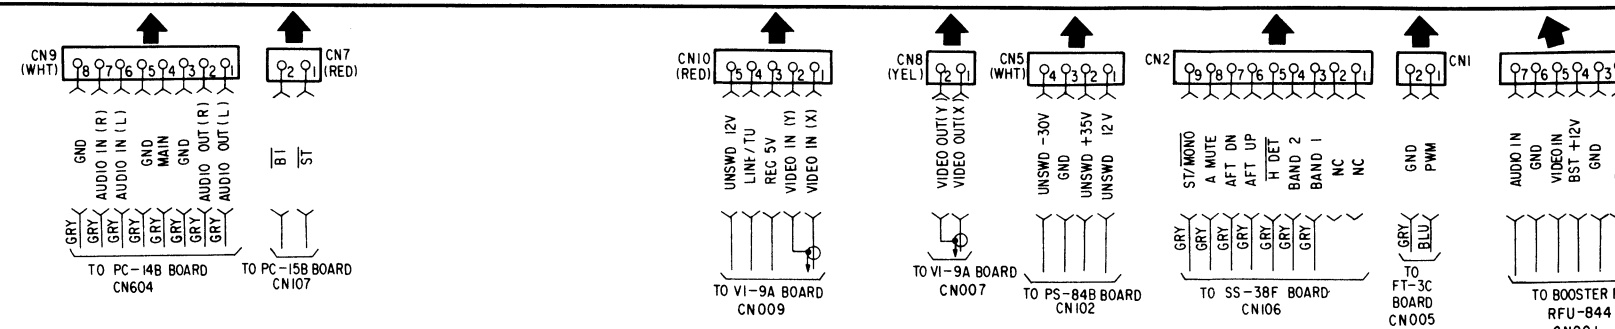 CN9
(WHT)
8 7 6 5 4 3 2 1
GND
AUDIO IN (R)
AUDIO IN (L)
GND
MAIN
GND
AUDIO OUT (R)
AUDIO OUT (L)
GRY
GRY
GRY
GRY
GRY
GRY
GRY
GRY
TO PC-14B BOARD
CN604
CN7
(RED)
2 1
BI
ST
TO PC-15B BOARD
CN107
CN10
(RED)
5 4 3 2 1
UNSWD 12V
LINE/TU
REC 5V
VIDEO IN (Y)
VIDEO IN (X)
TO VI-9A BOARD
CN009
CN8
(YEL)
2 1
VIDEO OUT(Y)
VIDEO OUT(X)
TO VI-9A BOARD
CN007
CN5
(WHT)
4 3 2 1
UNSWD -30V
GND
UNSWD +35V
UNSWD 12V
TO PS-84B BOARD
CN102
CN2
9 8 7 6 5 4 3 2 1
ST/MONO
A MUTE
AFT DN
AFT UP
H DET
BAND 2
BAND 1
NC
NC
GRY
GRY
GRY
GRY
GRY
GRY
GRY
TO SS-38F BOARD
CN106
CN1
2 1
GND
PWM
GRY
BLU
TO
FT-3C
BOARD
CN005
7 6 5 4 3
AUDIO IN
GND
VIDEO IN
BST +12V
GND
TO BOOSTER
RFU-844